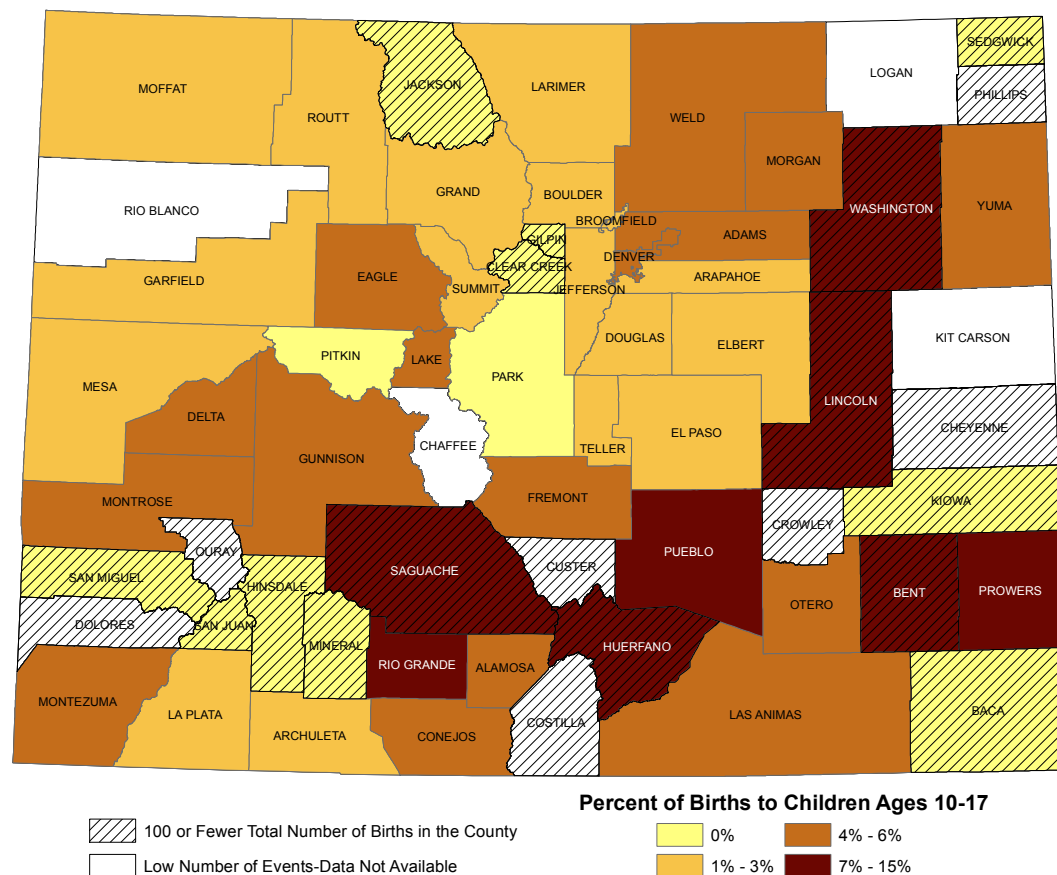 SEDGWICK
LOGAN
MOFFAT
JACKSON
LARIMER
PHILLIPS
ROUTT
WELD
MORGAN
GRAND
BOULDER
WASHINGTON
YUMA
RIO BLANCO
BROOMFIELD
GILPIN
ADAMS
DENVER
CLEAR CREEK
GARFIELD
EAGLE
SUMMIT
JEFFERSON
ARAPAHOE
PITKIN
LAKE
DOUGLAS
ELBERT
KIT CARSON
MESA
PARK
LINCOLN
DELTA
CHEYENNE
CHAFFEE
TELLER
EL PASO
GUNNISON
MONTROSE
FREMONT
KIOWA
CROWLEY
OURAY
PUEBLO
SAN MIGUEL
HINSDALE
SAGUACHE
CUSTER
BENT
PROWERS
OTERO
DOLORES
SAN JUAN
MINERAL
HUERFANO
RIO GRANDE
ALAMOSA
MONTEZUMA
LA PLATA
COSTILLA
LAS ANIMAS
BACA
ARCHULETA
CONEJOS
Percent of Births to Children Ages 10-17
100 or Fewer Total Number of Births in the County
0%
4% - 6%
Low Number of Events-Data Not Available
1% - 3%
7% - 15%